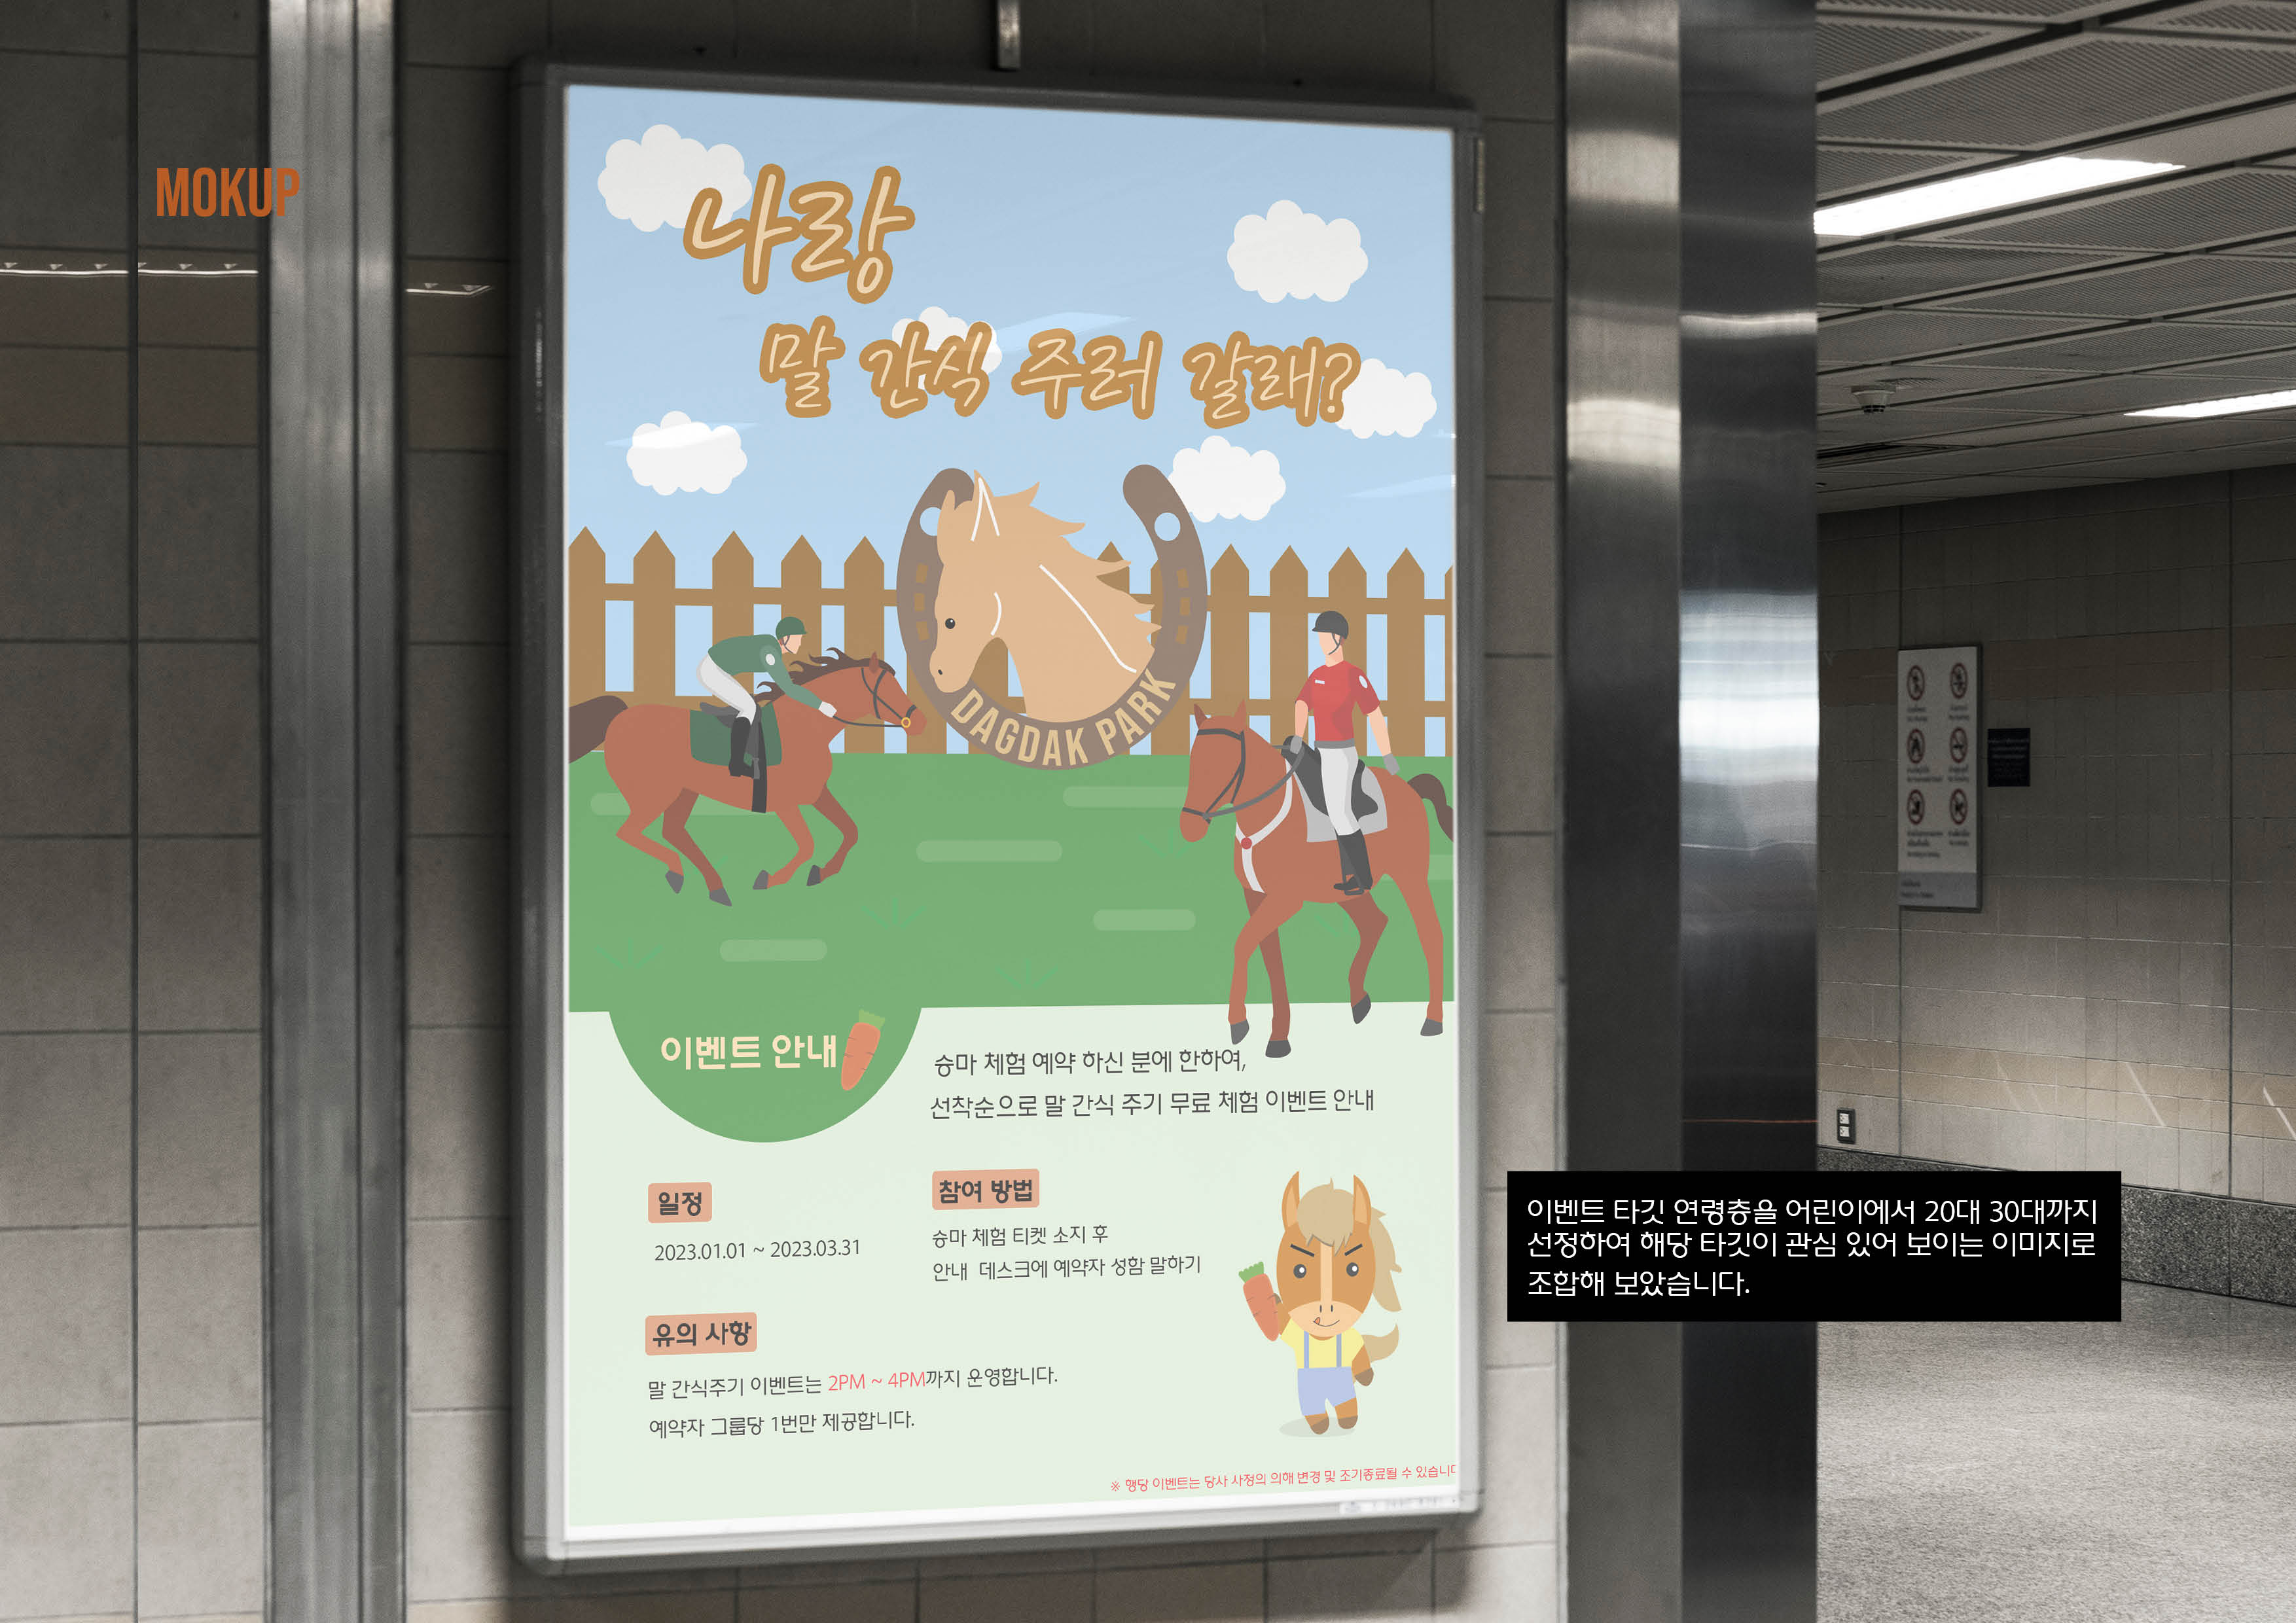 MOKUP
나랑
말 간식 주러 갈래?
DAGDAK PARK
이벤트 안내
승마 체험 예약 하신 분에 한하여,
선착순으로 말 간식 주기 무료 체험 이벤트 안내
일정
2023.01.01 ~ 2023.03.31
참여 방법
승마 체험 티켓 소지 후
안내 데스크에 예약자 성함 말하기
유의 사항
말 간식주기 이벤트는 2PM ~ 4PM까지 운영합니다.
예약자 그룹당 1번만 제공합니다.
※ 행당 이벤트는 당사 사정의 의해 변경 및 조기종료될 수 있습니다
이벤트 타깃 연령층을 어린이에서 20대 30대까지
선정하여 해당 타깃이 관심 있어 보이는 이미지로
조합해 보았습니다.